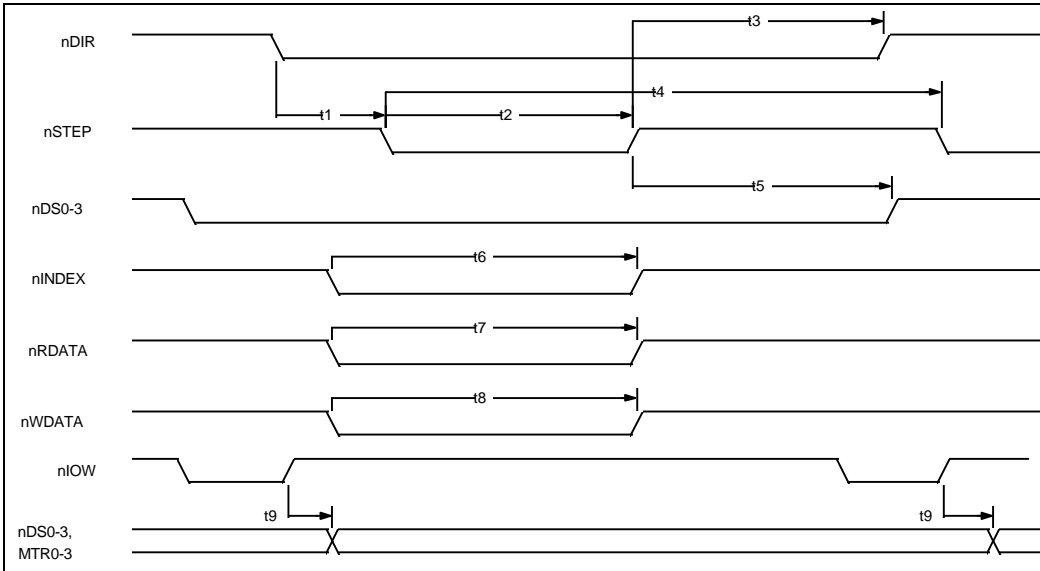 t3
nDIR
t4
t1
t2
nSTEP
t5
nDS0-3
t6
nINDEX
t7
nRDATA
t8
nWDATA
nIOW
t9
t9
nDS0-3,
MTR0-3